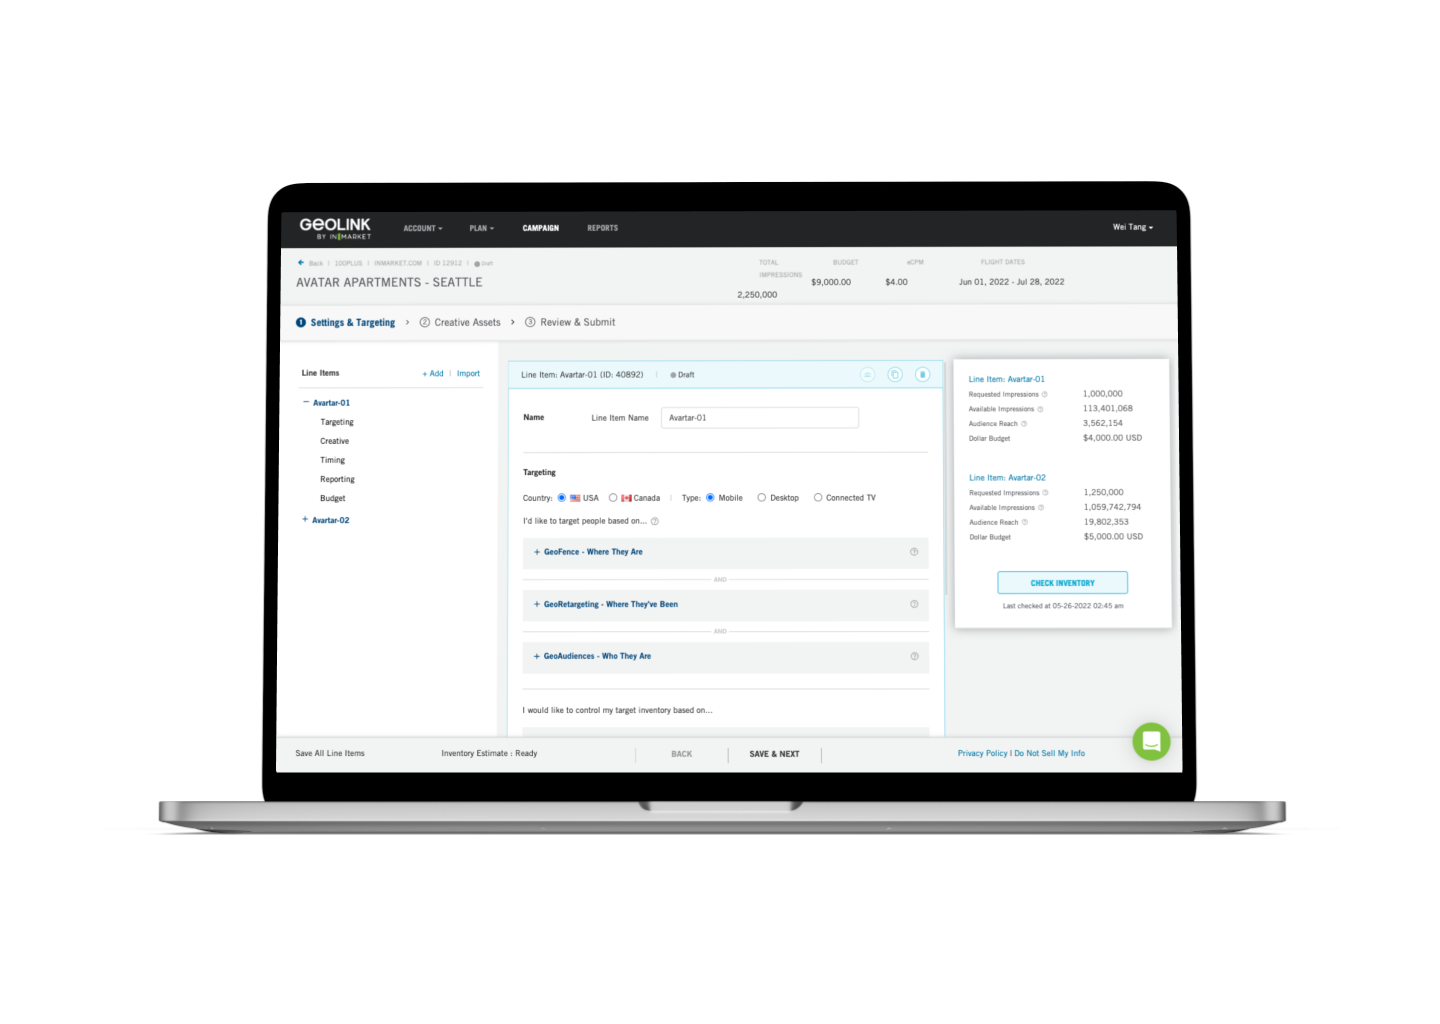 GEOLINK
BY INMARKET
ACCOUNT
PLAN
CAMPAIGN
REPORTS
Wei Tang
Back | 100PLUS | INMARKET.COM | ID 12912 | Draft
AVATAR APARTMENTS - SEATTLE
TOTAL IMPRESSIONS
2,250,000
BUDGET
$9,000.00
eCPM
$4.00
FLIGHT DATES
Jun 01, 2022 - Jul 28, 2022
1 Settings & Targeting > 2 Creative Assets > 3 Review & Submit
Line Items
+ Add | Import
− Avartar-01
Targeting
Creative
Timing
Reporting
Budget
+ Avartar-02
Line Item: Avartar-01 (ID: 40892) | Draft
Name
Line Item Name
Avartar-01
Targeting
Country: USA Canada | Type: Mobile Desktop Connected TV
I'd like to target people based on... ?
+ GeoFence - Where They Are ?
AND
+ GeoRetargeting - Where They've Been ?
AND
+ GeoAudiences - Who They Are ?
I would like to control my target inventory based on...
Line Item: Avartar-01
Requested Impressions ? 1,000,000
Available Impressions ? 113,401,068
Audience Reach ? 3,562,154
Dollar Budget $4,000.00 USD
Line Item: Avartar-02
Requested Impressions ? 1,250,000
Available Impressions ? 1,059,742,794
Audience Reach ? 19,802,353
Dollar Budget $5,000.00 USD
CHECK INVENTORY
Last checked at 05-26-2022 02:45 am
Save All Line Items
Inventory Estimate : Ready
BACK
SAVE & NEXT
Privacy Policy | Do Not Sell My Info